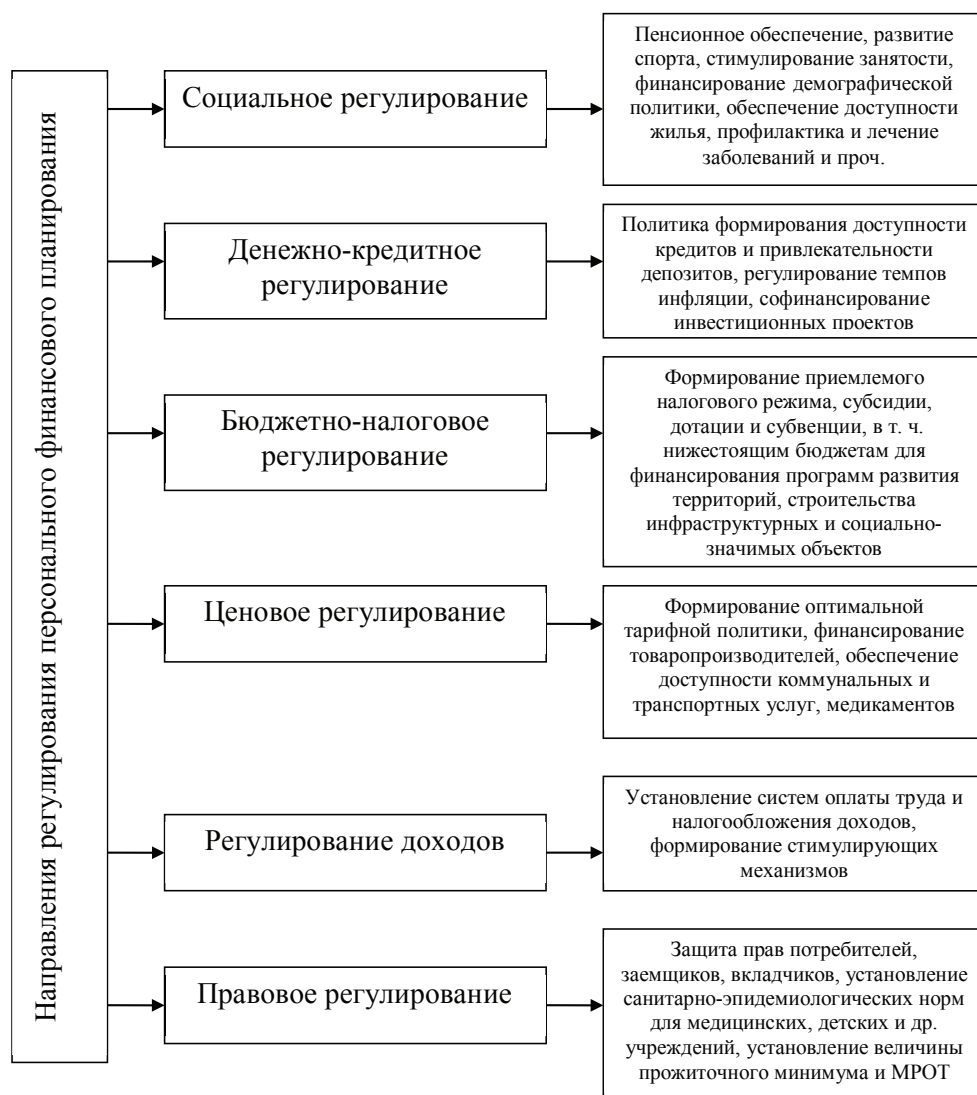 Направления регулирования персонального финансового планирования
Социальное регулирование
Пенсионное обеспечение, развитие
спорта, стимулирование занятости,
финансирование демографической
политики, обеспечение доступности
жилья, профилактика и лечение
заболеваний и проч.
Денежно-кредитное
регулирование
Политика формирования доступности
кредитов и привлекательности
депозитов, регулирование темпов
инфляции, софинансирование
инвестиционных проектов
Бюджетно-налоговое
регулирование
Формирование приемлемого
налогового режима, субсидии,
дотации и субвенции, в т. ч.
нижестоящим бюджетам для
финансирования программ развития
территорий, строительства
инфраструктурных и социально-
значимых объектов
Ценовое регулирование
Формирование оптимальной
тарифной политики, финансирование
товаропроизводителей, обеспечение
доступности коммунальных и
транспортных услуг, медикаментов
Регулирование доходов
Установление систем оплаты труда и
налогообложения доходов,
формирование стимулирующих
механизмов
Правовое регулирование
Защита прав потребителей,
заемщиков, вкладчиков, установление
санитарно-эпидемиологических норм
для медицинских, детских и др.
учреждений, установление величины
прожиточного минимума и МРОТ